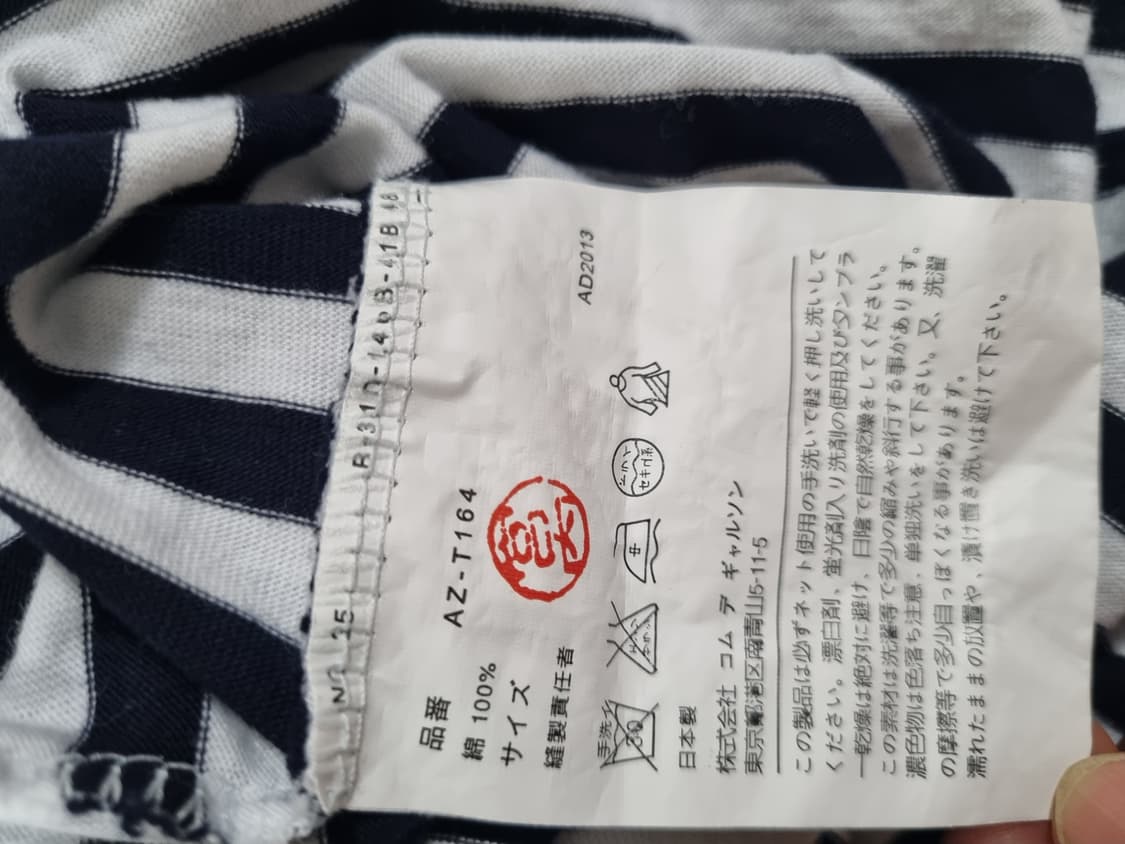 品番 AZ-T164
綿 100%
サイズ
縫製責任者
AD2013
手洗イ
30
中
日本製
株式会社 コム デ ギャルソン
東京都港区南青山5-11-5
この製品は必ずネット使用の手洗いで軽く押し洗いして
ください。漂白剤、蛍光剤入り洗剤の使用及びタンブラ
ー乾燥は絶対に避け、日陰で自然乾燥をしてください。
この素材は洗濯等で多少の縮みや斜行する事があります。
濃色物は色落ち注意、単独洗いをして下さい。又、洗濯
の摩擦等で多少白っぽくなる事があります。
濡れたままの放置や、漬け置き洗いは避けて下さい。